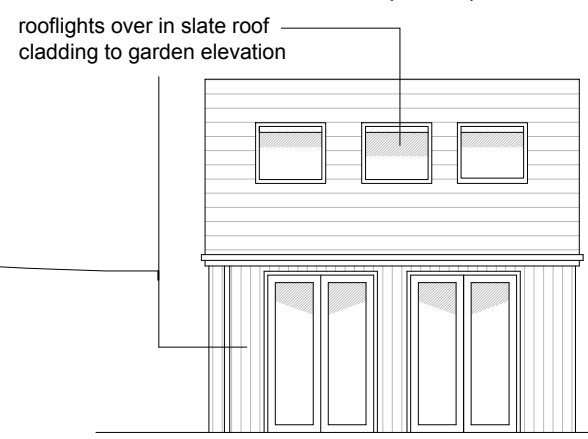 rooflights over in slate roof
cladding to garden elevation